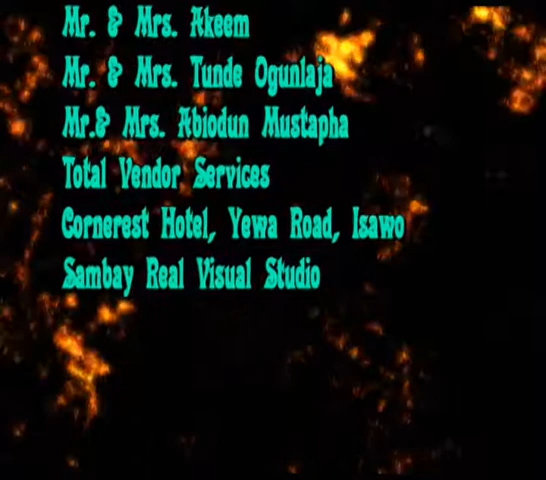 Mr. & Mrs. Akeem
Mr. & Mrs. Tunde Ogunlaja
Mr.& Mrs. Abiodun Mustapha
Total Vendor Services
Cornerest Hotel, Yewa Road, Isawo
Sambay Real Visual Studio